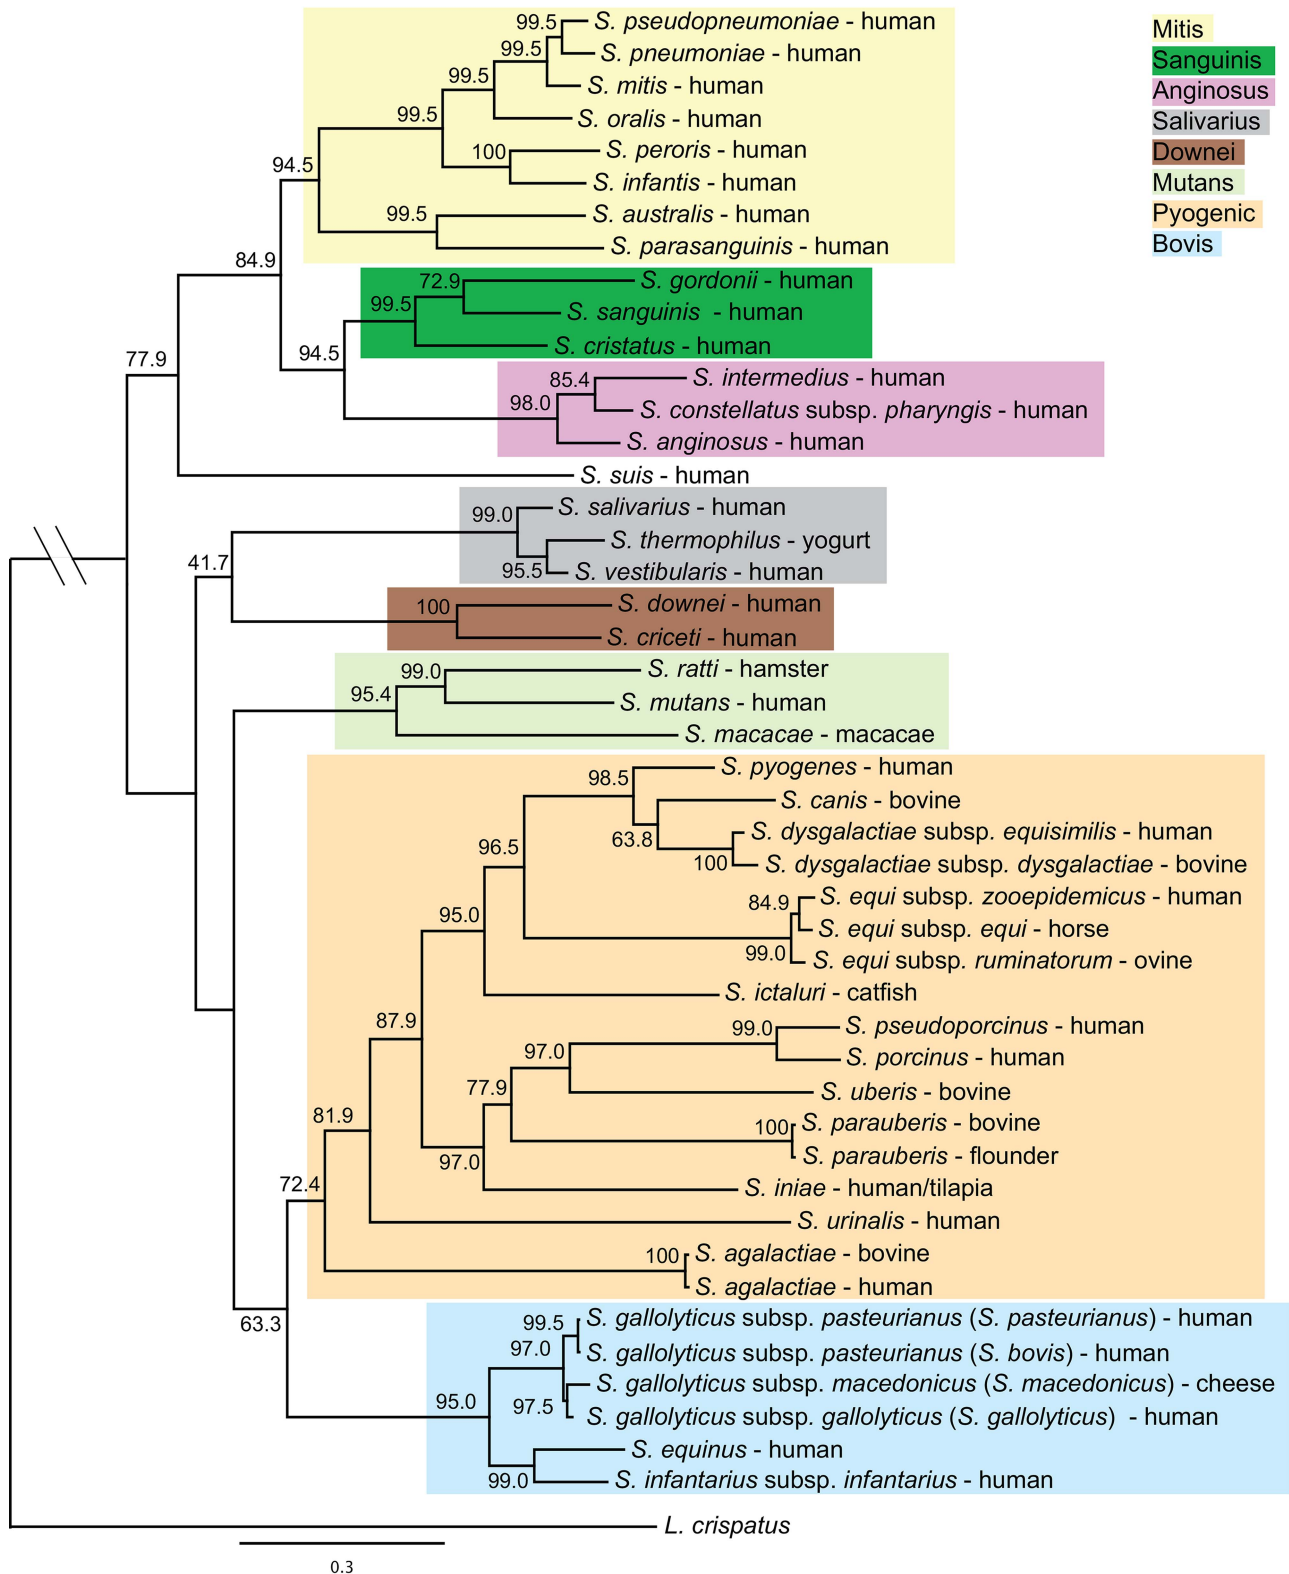 99.5 S. pseudopneumoniae - human
Mitis
99.5 S. pneumoniae - human
Sanguinis
99.5 S. mitis - human
Anginosus
99.5 S. oralis - human
Salivarius
100 S. peroris - human
Downei
94.5 S. infantis - human
Mutans
99.5 S. australis - human
Pyogenic
S. parasanguinis - human
Bovis
84.9
72.9 S. gordonii - human
99.5 S. sanguinis - human
94.5 S. cristatus - human
77.9
85.4 S. intermedius - human
98.0 S. constellatus subsp. pharyngis - human
S. anginosus - human
S. suis - human
99.0 S. salivarius - human
S. thermophilus - yogurt
41.7 95.5 S. vestibularis - human
100 S. downei - human
S. criceti - human
99.0 S. ratti - hamster
95.4 S. mutans - human
S. macacae - macacae
98.5 S. pyogenes - human
S. canis - bovine
63.8 S. dysgalactiae subsp. equisimilis - human
96.5 100 S. dysgalactiae subsp. dysgalactiae - bovine
84.9 S. equi subsp. zooepidemicus - human
95.0 S. equi subsp. equi - horse
99.0 S. equi subsp. ruminatorum - ovine
S. ictaluri - catfish
87.9 99.0 S. pseudoporcinus - human
97.0 S. porcinus - human
77.9 S. uberis - bovine
81.9 100 S. parauberis - bovine
97.0 S. parauberis - flounder
72.4 S. iniae - human/tilapia
S. urinalis - human
100 S. agalactiae - bovine
S. agalactiae - human
63.3 99.5 S. gallolyticus subsp. pasteurianus (S. pasteurianus) - human
97.0 S. gallolyticus subsp. pasteurianus (S. bovis) - human
S. gallolyticus subsp. macedonicus (S. macedonicus) - cheese
95.0 97.5 S. gallolyticus subsp. gallolyticus (S. gallolyticus) - human
S. equinus - human
99.0 S. infantarius subsp. infantarius - human
L. crispatus
0.3